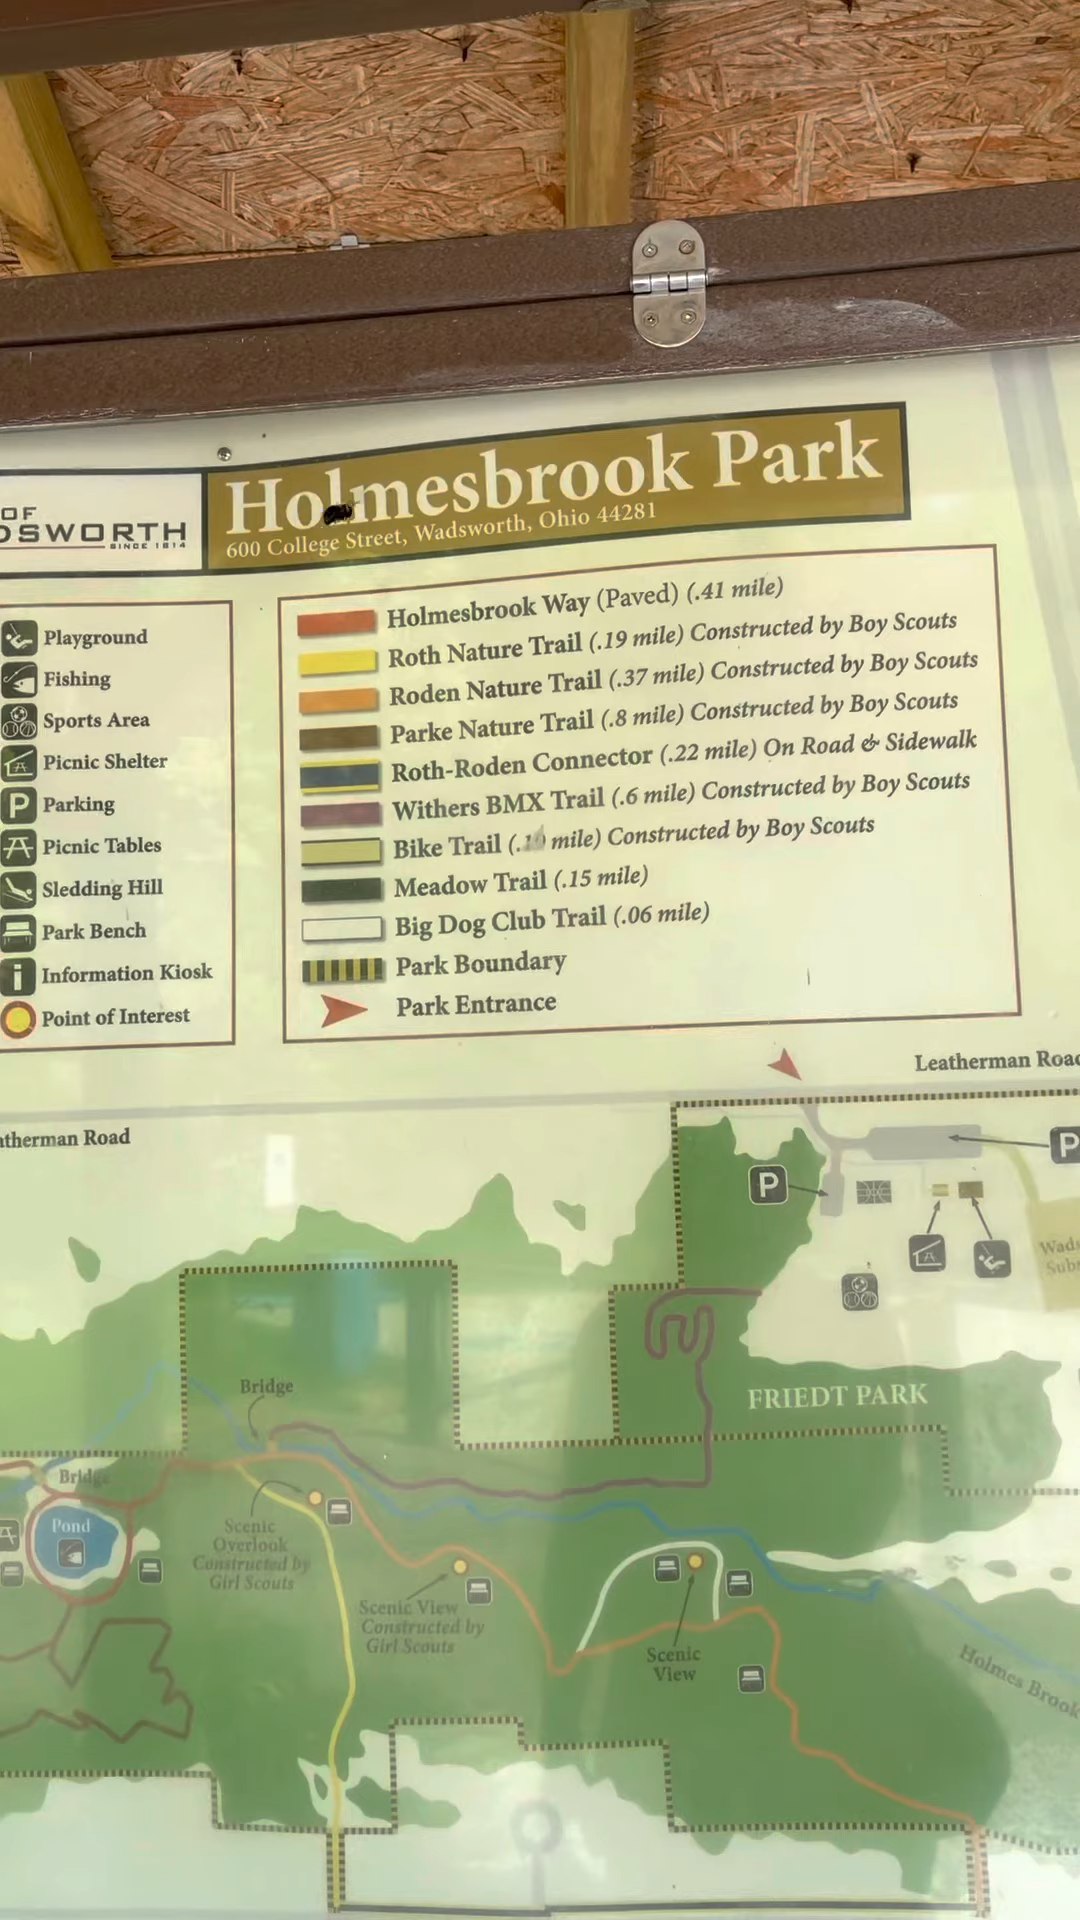 OF
DSWORTH
SINCE 1814
Holmesbrook Park
600 College Street, Wadsworth, Ohio 44281
Playground
Fishing
Sports Area
Picnic Shelter
P Parking
Picnic Tables
Sledding Hill
Park Bench
i Information Kiosk
Point of Interest
Holmesbrook Way (Paved) (.41 mile)
Roth Nature Trail (.19 mile) Constructed by Boy Scouts
Roden Nature Trail (.37 mile) Constructed by Boy Scouts
Parke Nature Trail (.8 mile) Constructed by Boy Scouts
Roth-Roden Connector (.22 mile) On Road & Sidewalk
Withers BMX Trail (.6 mile) Constructed by Boy Scouts
Bike Trail mile) Constructed by Boy Scouts
Meadow Trail (.15 mile)
Big Dog Club Trail (.06 mile)
Park Boundary
Park Entrance
Leatherman Road
therman Road
P
P
Wads
Subs
FRIEDT PARK
Bridge
Bridge
Pond
Scenic
Overlook
Constructed by
Girl Scouts
Scenic View
Constructed by
Girl Scouts
Scenic
View
Holmes Brook